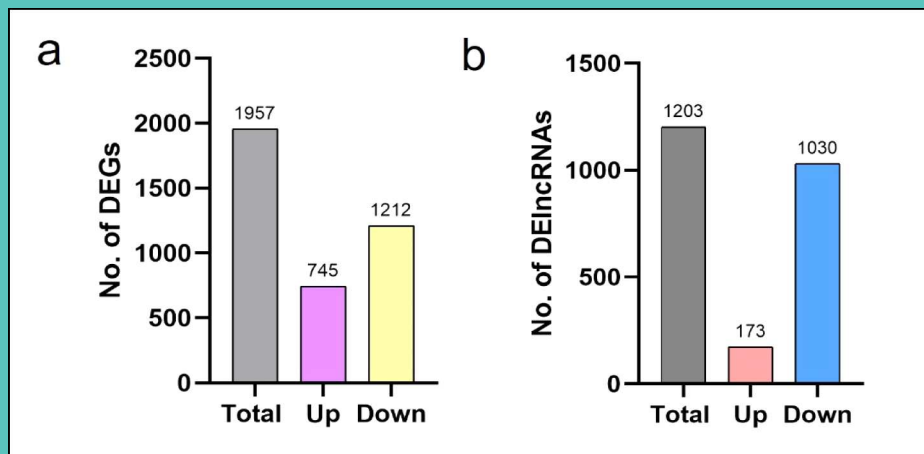 a
No. of DEGs
2500
2000
1500
1000
500
0
1957
745
1212
Total Up Down
b
No. of DElncRNAs
1500
1000
500
0
1203
173
1030
Total Up Down